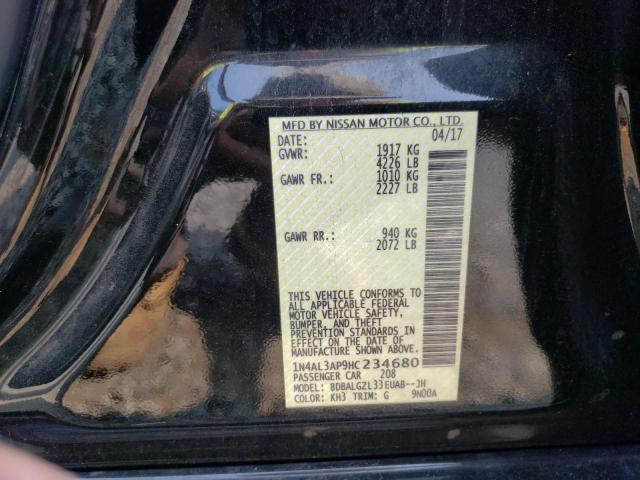 MFD BY NISSAN MOTOR CO., LTD.
DATE: 04/17
GVWR: 1917 KG
4226 LB
GAWR FR.: 1010 KG
2227 LB
GAWR RR.: 940 KG
2072 LB
THIS VEHICLE CONFORMS TO
ALL APPLICABLE FEDERAL
MOTOR VEHICLE SAFETY,
BUMPER, AND THEFT
PREVENTION STANDARDS IN
EFFECT ON THE DATE OF
MANUFACTURE SHOWN ABOVE.
1N4AL3AP9HC234680
PASSENGER CAR 208
MODEL: BDBALGZL33EUAB--JH
COLOR: KH3 TRIM: G 9N00A